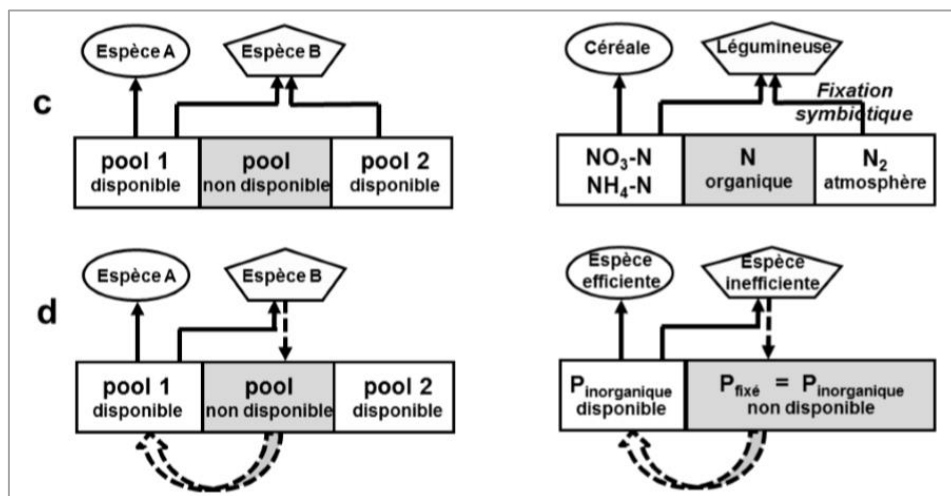 Espèce A
Espèce B
Céréale
Légumineuse
c
Fixation
symbiotique
pool 1
disponible
pool
non disponible
pool 2
disponible
NO₃-N
NH₄-N
N
organique
N₂
atmosphère
Espèce A
Espèce B
Espèce
efficiente
Espèce
inefficiente
d
pool 1
disponible
pool
non disponible
pool 2
disponible
Pinorganique
disponible
Pfixé = Pinorganique
non disponible